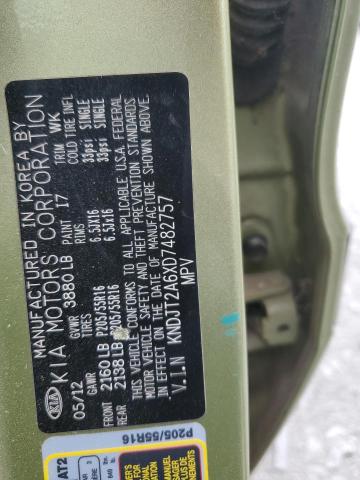 MANUFACTURED IN KOREA BY
KIA KIA MOTORS CORPORATION
05/12 GVWR 3880 LB PAINT 17 TRIM WK
GAWR TIRES RIMS COLD TIRE INFL
FRONT 2160 LB P205/55R16 6.5JX16 33psi SINGLE
REAR 2138 LB P205/55R16 6.5JX16 33psi SINGLE
THIS VEHICLE CONFORMS TO ALL APPLICABLE U.S.A. FEDERAL
MOTOR VEHICLE SAFETY AND THEFT PREVENTION STANDARDS
IN EFFECT ON THE DATE OF MANUFACTURE SHOWN ABOVE.
V.I.N KNDJT2A6XD7482757
MPV
P205/55R16
AT2